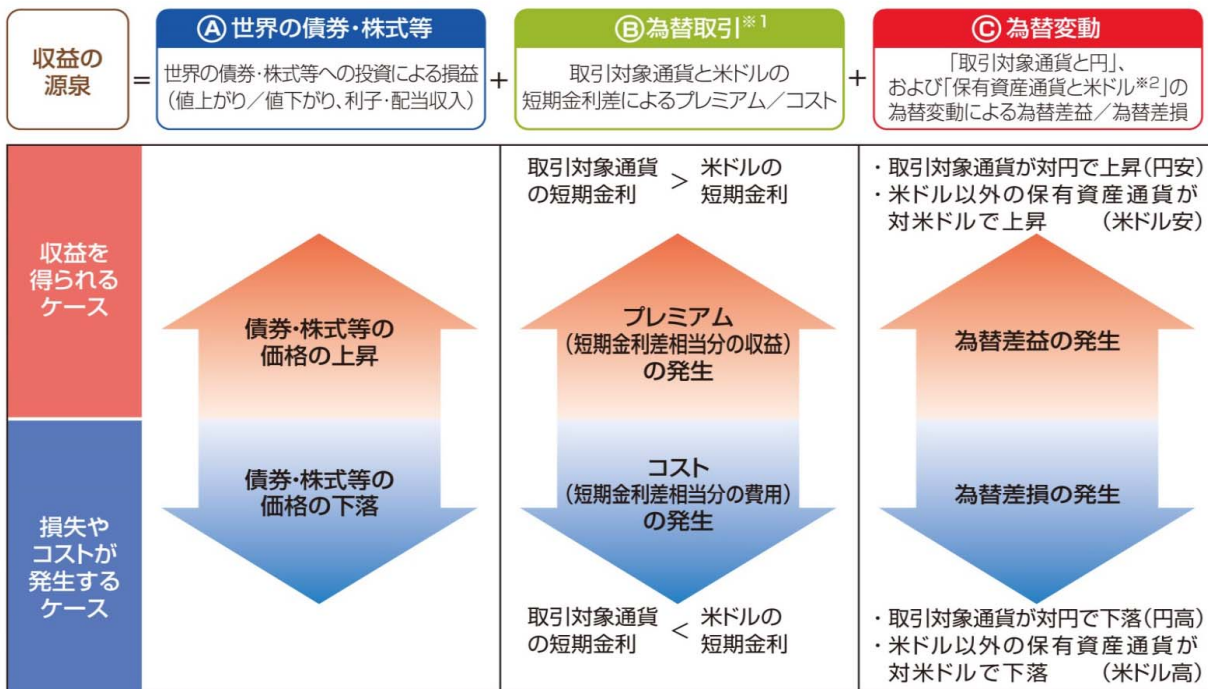 収益の
源泉
=
Ⓐ世界の債券・株式等
世界の債券・株式等への投資による損益
(値上がり／値下がり、利子・配当収入)
+
Ⓑ為替取引※1
取引対象通貨と米ドルの
短期金利差によるプレミアム／コスト
+
Ⓒ為替変動
「取引対象通貨と円」、
および「保有資産通貨と米ドル※2」の
為替変動による為替差益／為替差損
収益を
得られる
ケース
債券・株式等の
価格の上昇
取引対象通貨
の短期金利
>
米ドルの
短期金利
プレミアム
(短期金利差相当分の収益)
の発生
・取引対象通貨が対円で上昇(円安)
・米ドル以外の保有資産通貨が
対米ドルで上昇 (米ドル安)
為替差益の発生
損失や
コストが
発生する
ケース
債券・株式等の
価格の下落
コスト
(短期金利差相当分の費用)
の発生
取引対象通貨
の短期金利
<
米ドルの
短期金利
為替差損の発生
・取引対象通貨が対円で下落(円高)
・米ドル以外の保有資産通貨が
対米ドルで下落 (米ドル高)